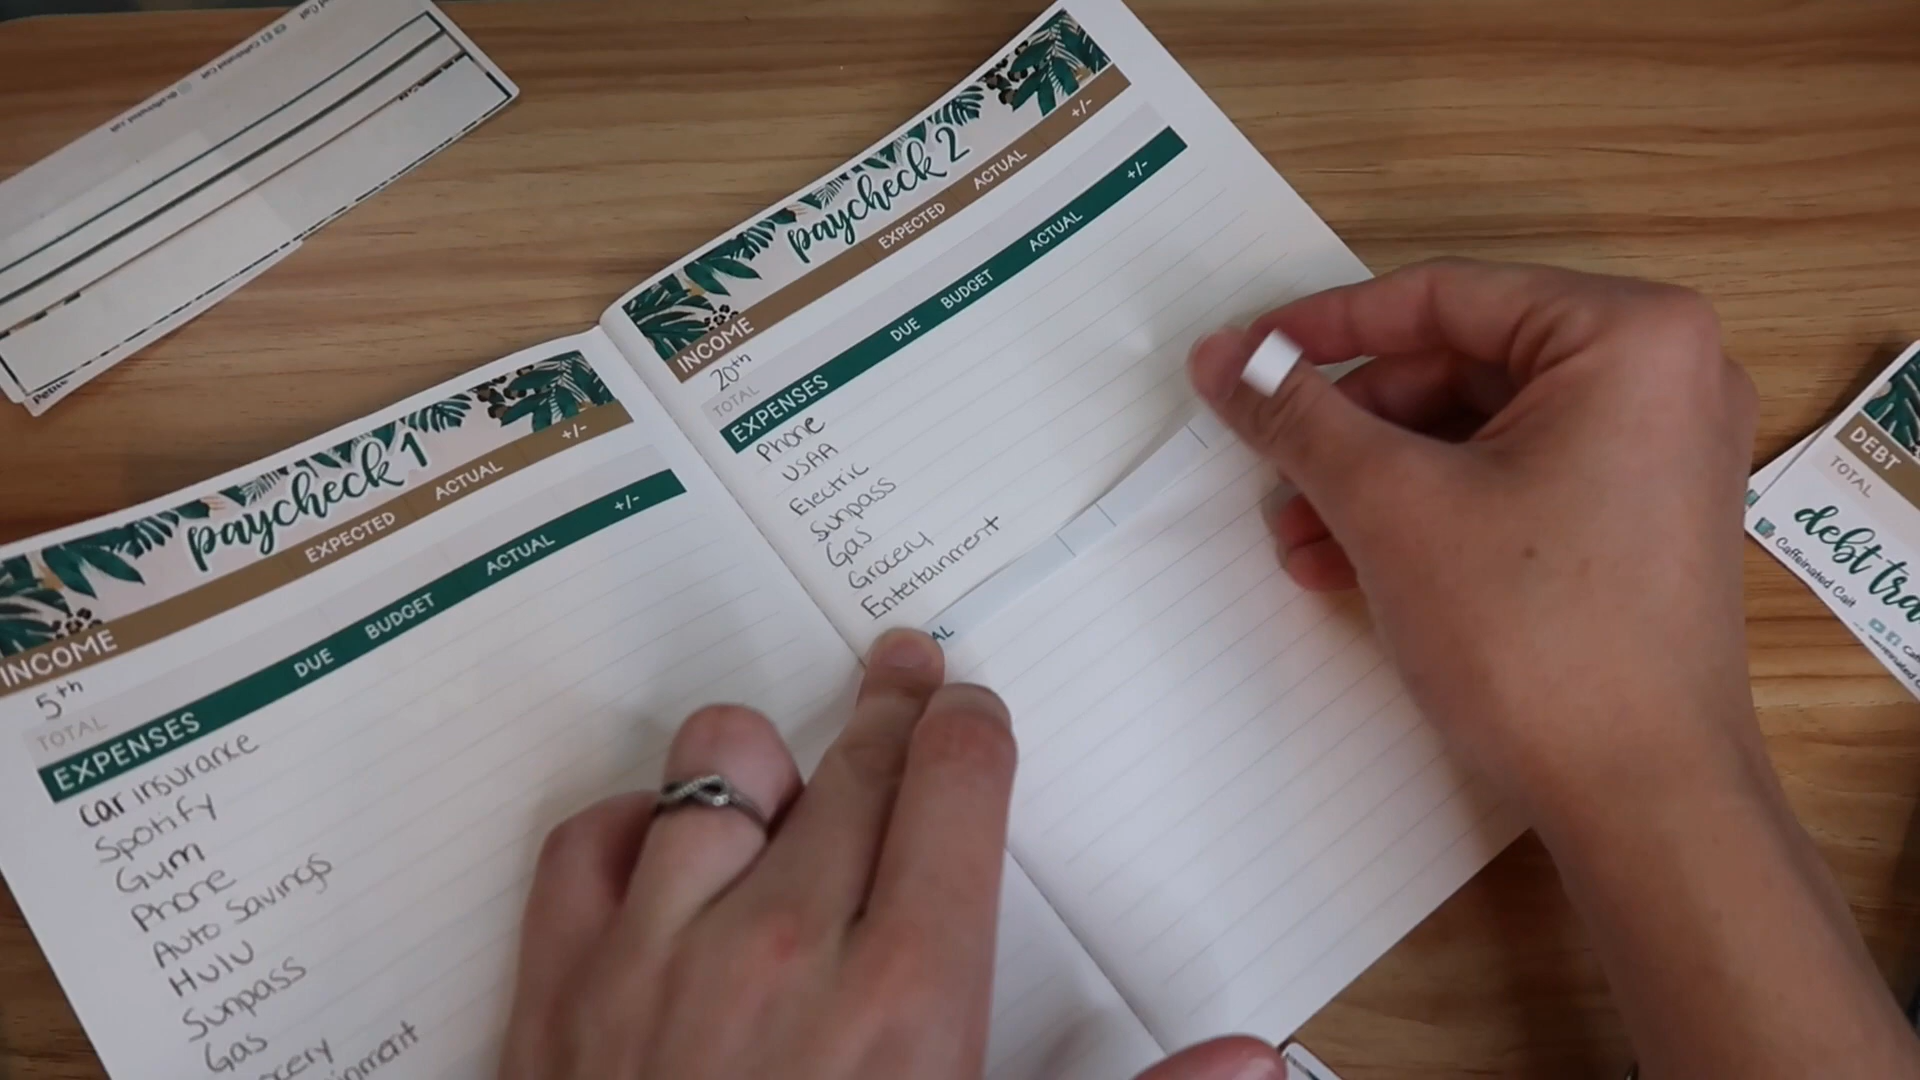 paycheck 1
INCOME EXPECTED ACTUAL +/-
5th
TOTAL
EXPENSES DUE BUDGET ACTUAL +/-
Car insurance
Spotify
Gym
Phone
Auto Savings
Hulu
Sunpass
Gas
paycheck 2
INCOME EXPECTED ACTUAL +/-
20th
TOTAL
EXPENSES DUE BUDGET ACTUAL +/-
Phone
USAA
Electric
Sunpass
Gas
Grocery
Entertainment
AL
DEBT
TOTAL
debt tra
Caffeinated Cait